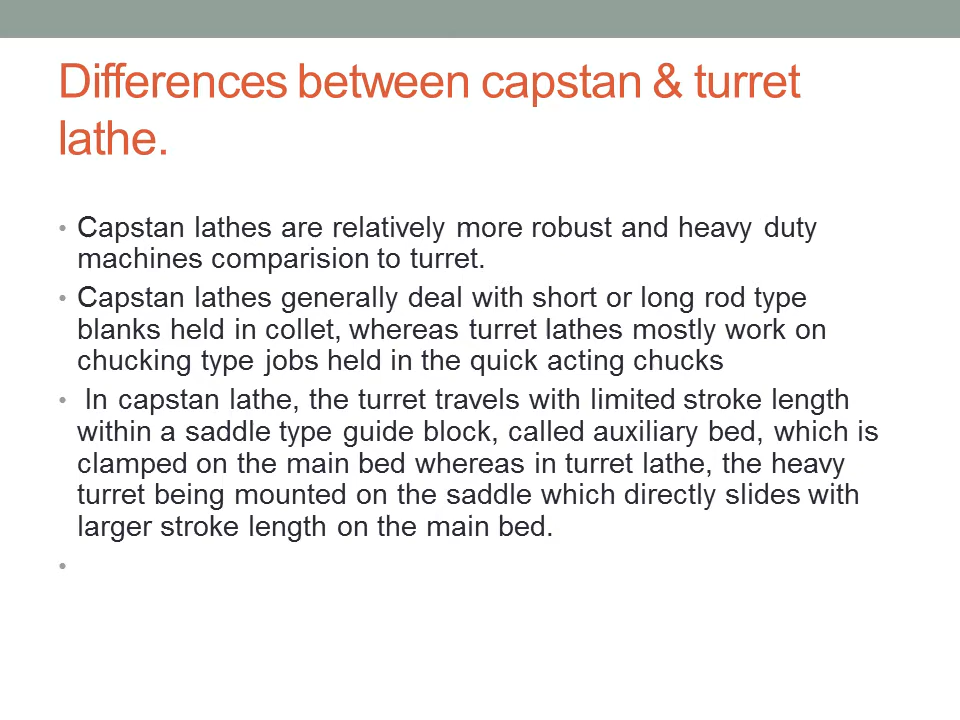 Differences between capstan & turret
lathe.
• Capstan lathes are relatively more robust and heavy duty
machines comparision to turret.
• Capstan lathes generally deal with short or long rod type
blanks held in collet, whereas turret lathes mostly work on
chucking type jobs held in the quick acting chucks
• In capstan lathe, the turret travels with limited stroke length
within a saddle type guide block, called auxiliary bed, which is
clamped on the main bed whereas in turret lathe, the heavy
turret being mounted on the saddle which directly slides with
larger stroke length on the main bed.
•